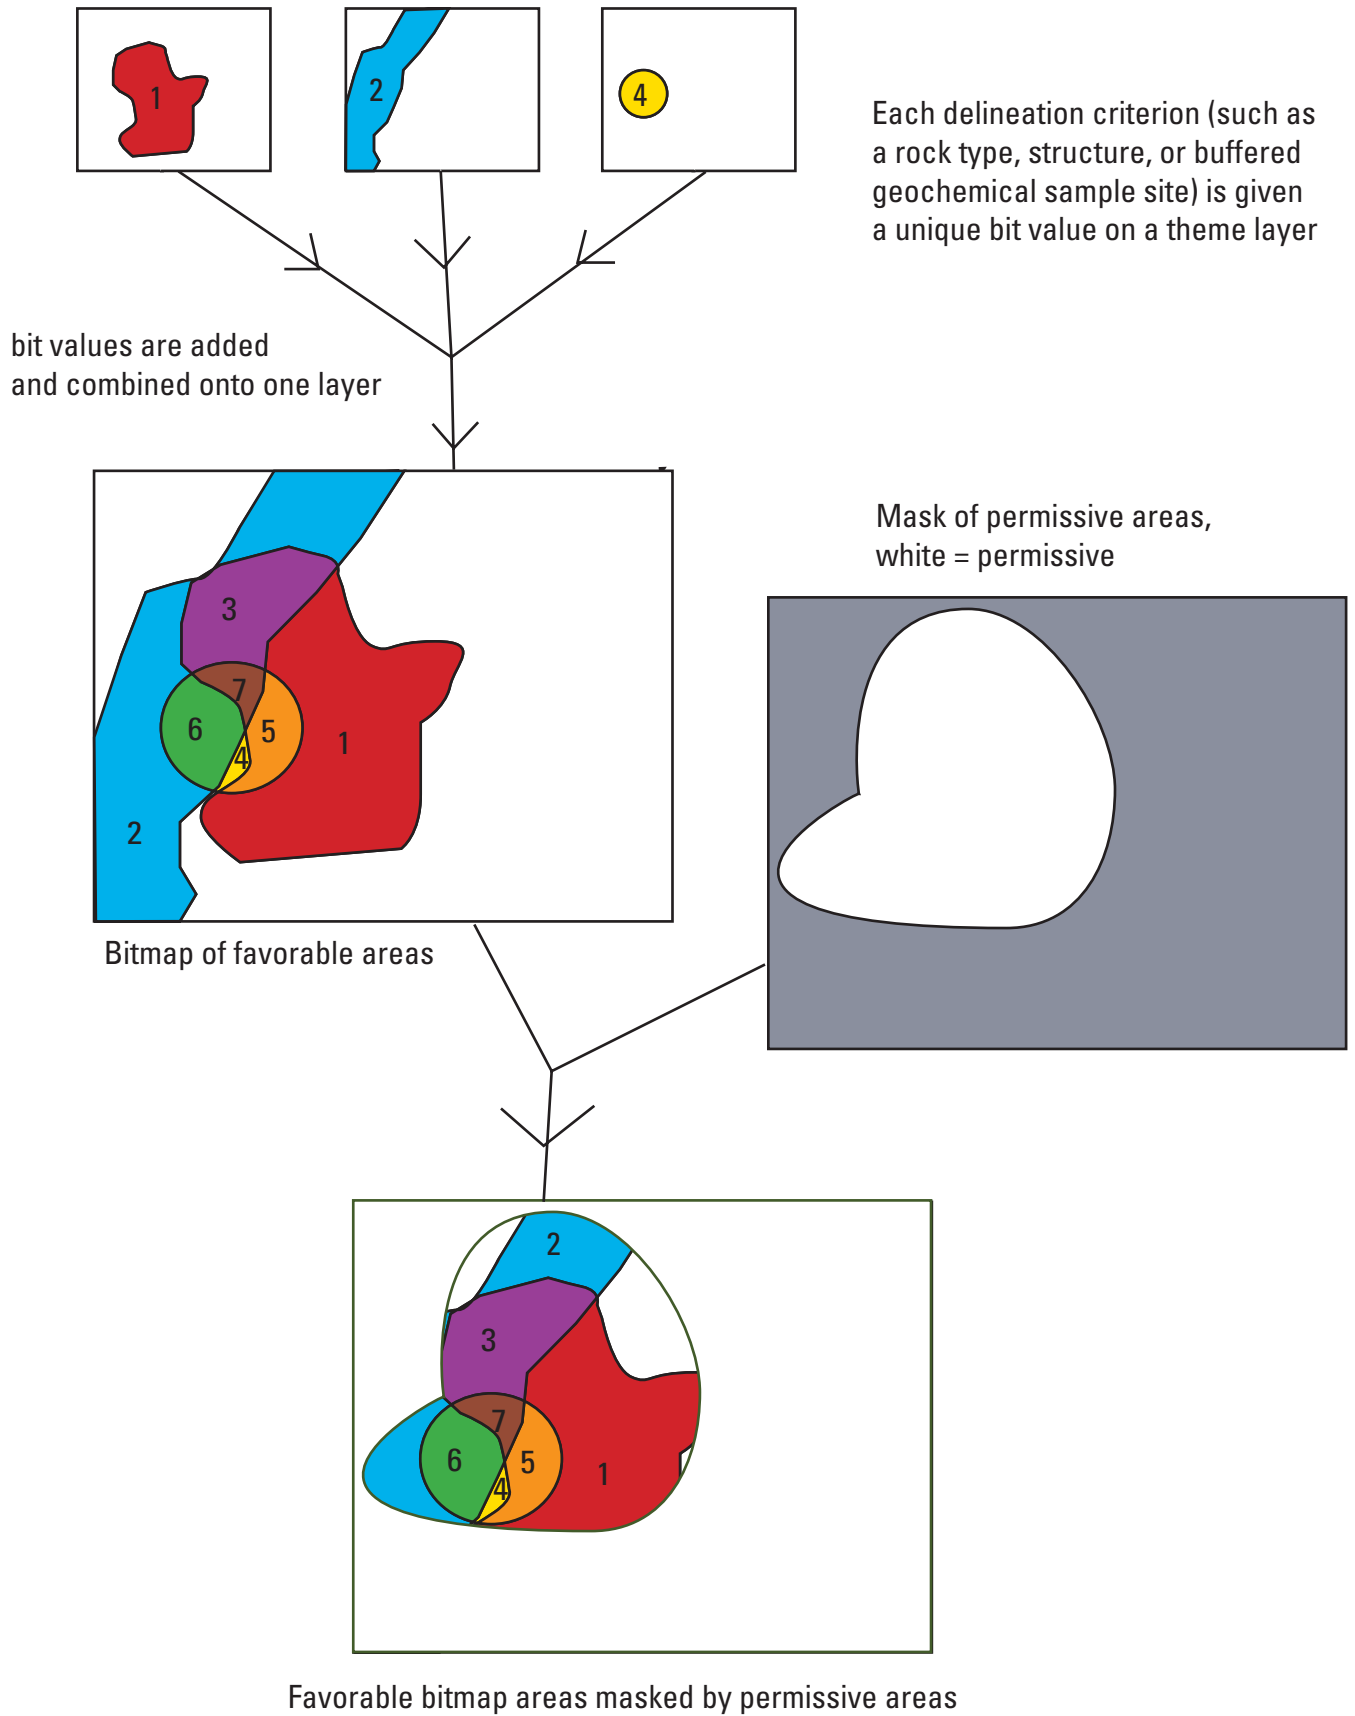 1
2
4
Each delineation criterion (such as
a rock type, structure, or buffered
geochemical sample site) is given
a unique bit value on a theme layer
bit values are added
and combined onto one layer
3
7
6
5
4
1
2
Bitmap of favorable areas
Mask of permissive areas,
white = permissive
2
3
7
6
5
4
1
Favorable bitmap areas masked by permissive areas